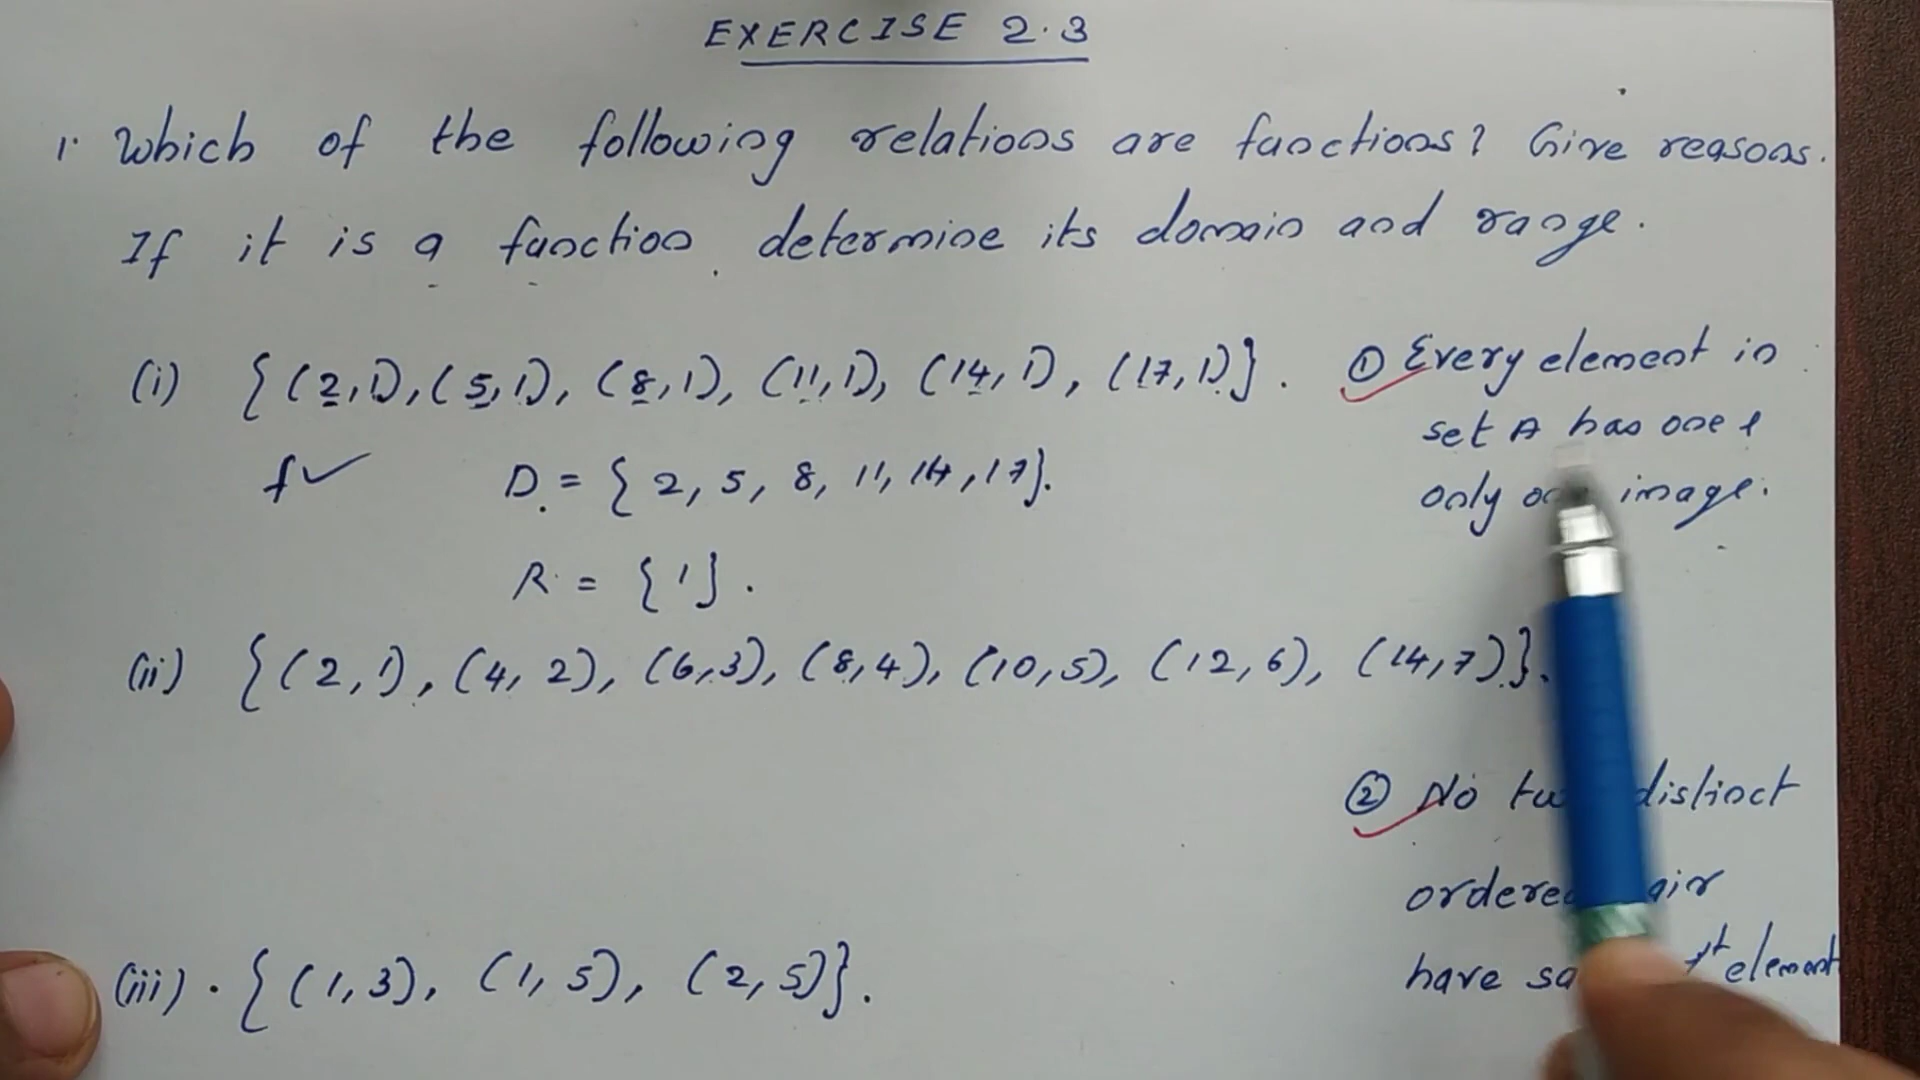 EXERCISE 2.3
1. Which of the following relations are functions? Give reasons.
If it is a function, determine its domain and range.
(i) {(2,1), (5,1), (8,1), (11,1), (14,1), (17,1)}.
① Every element in
set A has one &
only image.
f✓ D = {2, 5, 8, 11, 14, 17}.
R = {1}.
(ii) {(2,1), (4,2), (6,3), (8,4), (10,5), (12,6), (14,7)}.
② No distinct
have element
(iii) {(1,3), (1,5), (2,5)}.